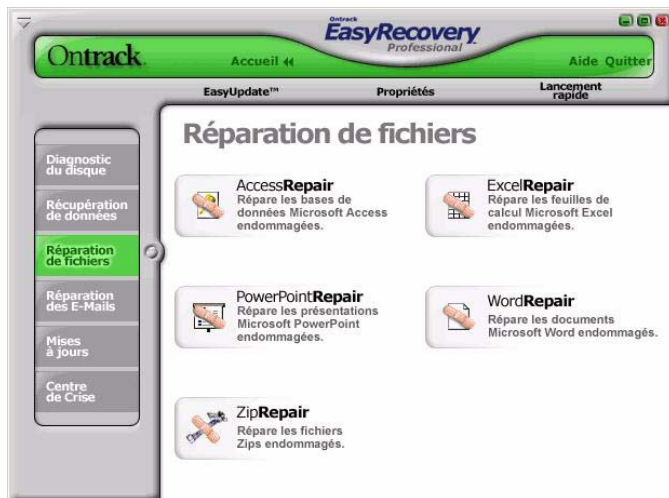 Ontrack
EasyRecovery
Professional
Ontrack
Accueil
Aide Quitter
EasyUpdate™
Propriétés
Lancement
rapide
Diagnostic
du disque
Récupération
de données
Réparation
de fichiers
Réparation
des E-Mails
Mises
à jours
Centre
de Crise
Réparation de fichiers
AccessRepair
Répare les bases de
données Microsoft Access
endommagées.
ExcelRepair
Répare les feuilles de
calcul Microsoft Excel
endommagées.
PowerPointRepair
Répare les présentations
Microsoft PowerPoint
endommagées.
WordRepair
Répare les documents
Microsoft Word endommagés.
ZipRepair
Répare les fichiers
Zips endommagés.